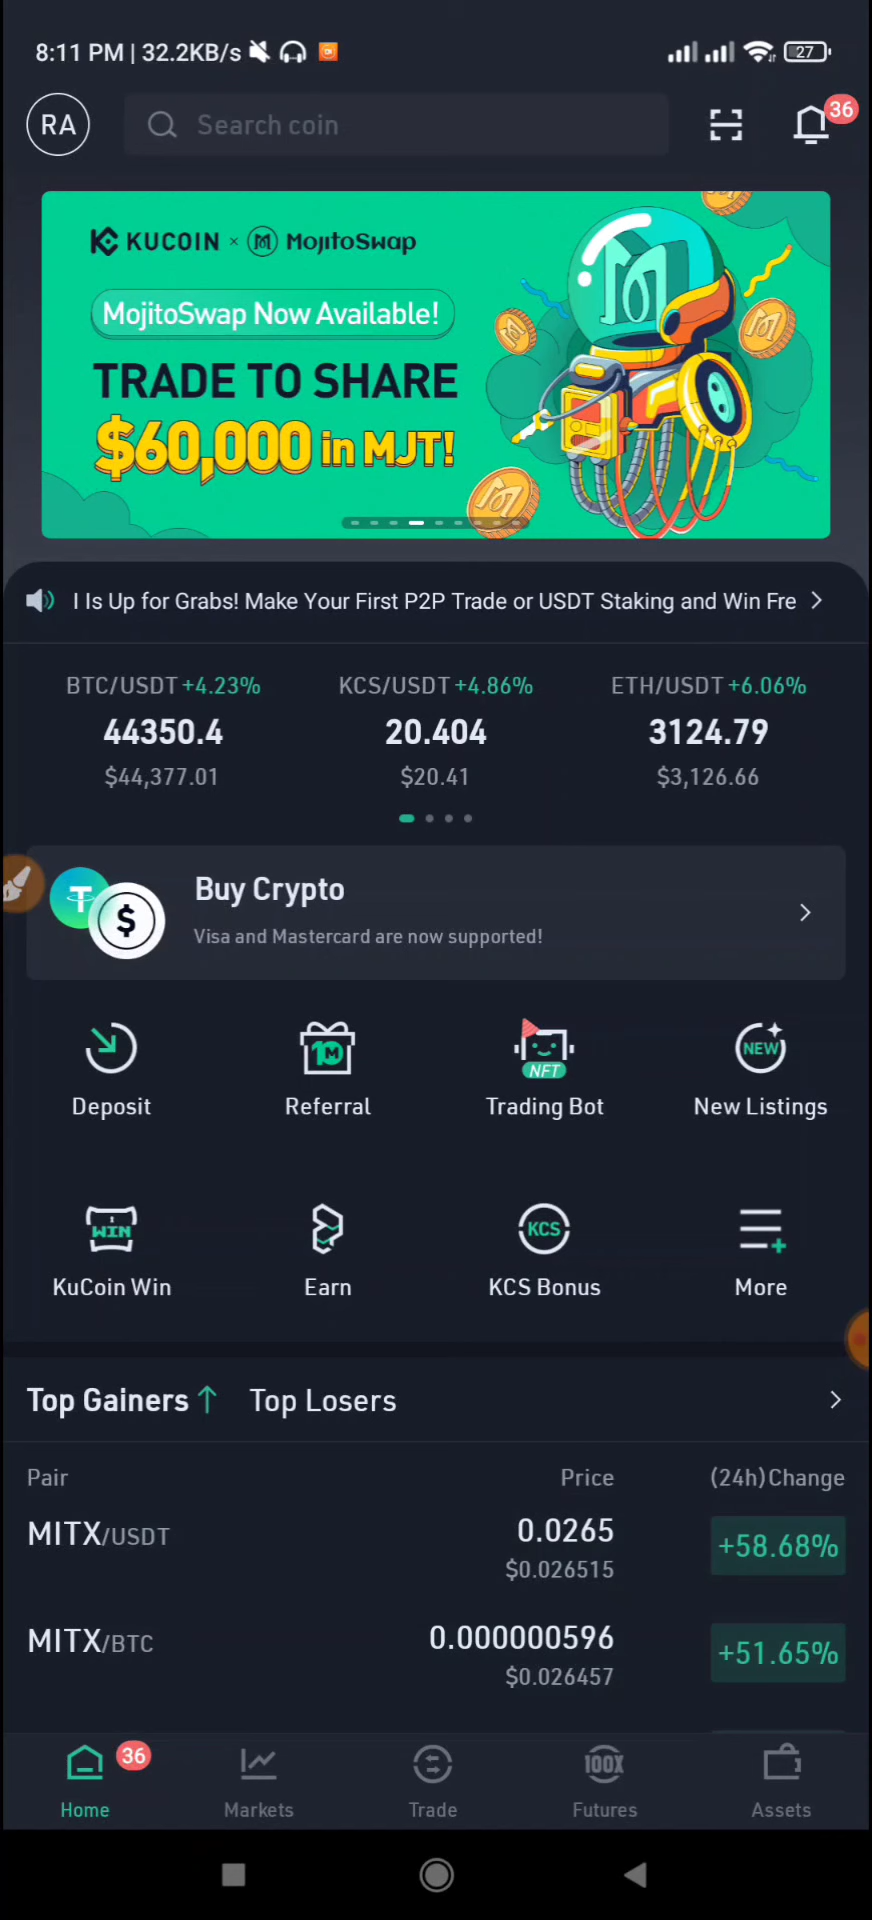 8:11 PM | 32.2KB/s
27
RA
Search coin
36
KUCOIN × MojitoSwap
MojitoSwap Now Available!
TRADE TO SHARE
$60,000 in MJT!
I Is Up for Grabs! Make Your First P2P Trade or USDT Staking and Win Fre
BTC/USDT +4.23% KCS/USDT +4.86% ETH/USDT +6.06%
44350.4 20.404 3124.79
$44,377.01 $20.41 $3,126.66
Buy Crypto
$
Visa and Mastercard are now supported!
10M
NFT
NEW
Deposit Referral Trading Bot New Listings
WIN
KCS
KuCoin Win Earn KCS Bonus More
Top Gainers Top Losers
Pair Price (24h)Change
MITX/USDT 0.0265 +58.68%
$0.026515
MITX/BTC 0.000000596 +51.65%
$0.026457
36
100X
Home Markets Trade Futures Assets